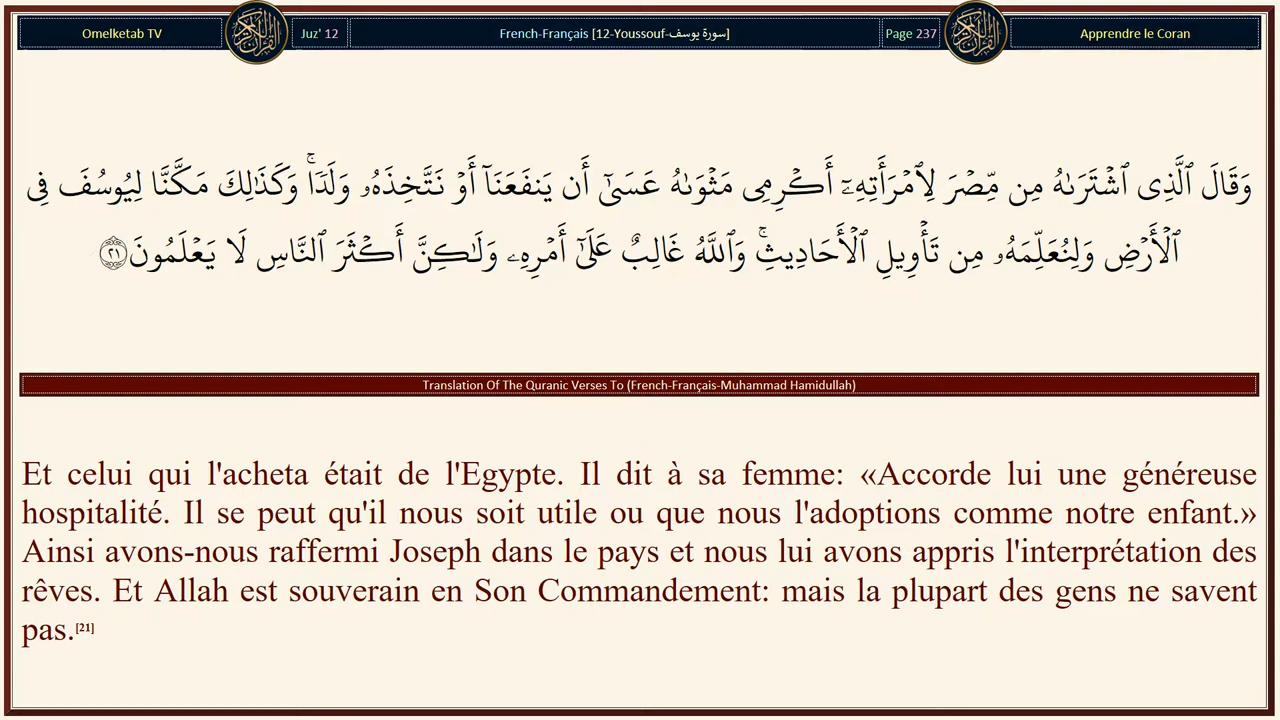 Omelketab TV
Juz' 12
French-Français [12-Youssouf-سورة يوسف]
Page 237
Apprendre le Coran
وَقَالَ ٱلَّذِى ٱشْتَرَىٰهُ مِن مِّصْرَ لِٱمْرَأَتِهِۦٓ أَكْرِمِى مَثْوَىٰهُ عَسَىٰٓ أَن يَنفَعَنَآ أَوْ نَتَّخِذَهُۥ وَلَدًۭا ۚ وَكَذَٰلِكَ مَكَّنَّا لِيُوسُفَ فِى
ٱلْأَرْضِ وَلِنُعَلِّمَهُۥ مِن تَأْوِيلِ ٱلْأَحَادِيثِ ۚ وَٱللَّهُ غَالِبٌ عَلَىٰٓ أَمْرِهِۦ وَلَـٰكِنَّ أَكْثَرَ ٱلنَّاسِ لَا يَعْلَمُونَ ٢١
Translation Of The Quranic Verses To (French-Français-Muhammad Hamidullah)
Et celui qui l'acheta était de l'Egypte. Il dit à sa femme: «Accorde lui une généreuse
hospitalité. Il se peut qu'il nous soit utile ou que nous l'adoptions comme notre enfant.»
Ainsi avons-nous raffermi Joseph dans le pays et nous lui avons appris l'interprétation des
rêves. Et Allah est souverain en Son Commandement: mais la plupart des gens ne savent
pas.[21]